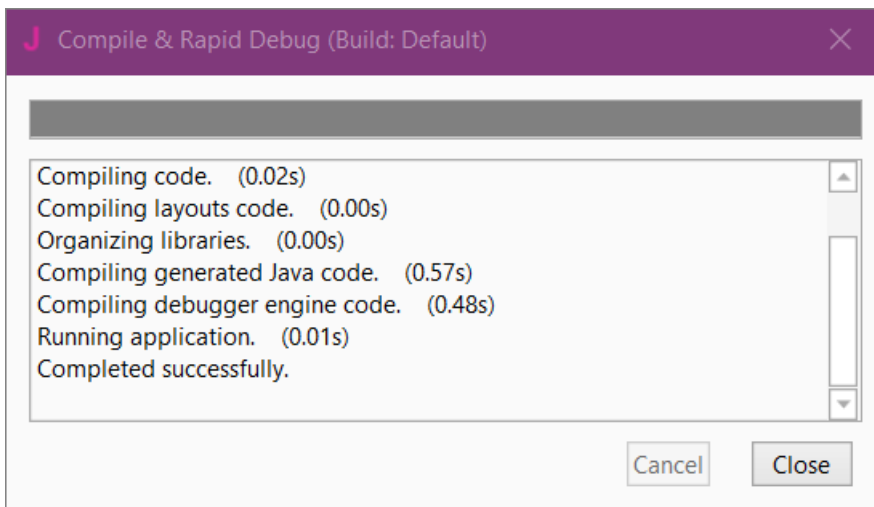 J Compile & Rapid Debug (Build: Default)
Compiling code. (0.02s)
Compiling layouts code. (0.00s)
Organizing libraries. (0.00s)
Compiling generated Java code. (0.57s)
Compiling debugger engine code. (0.48s)
Running application. (0.01s)
Completed successfully.
Cancel Close